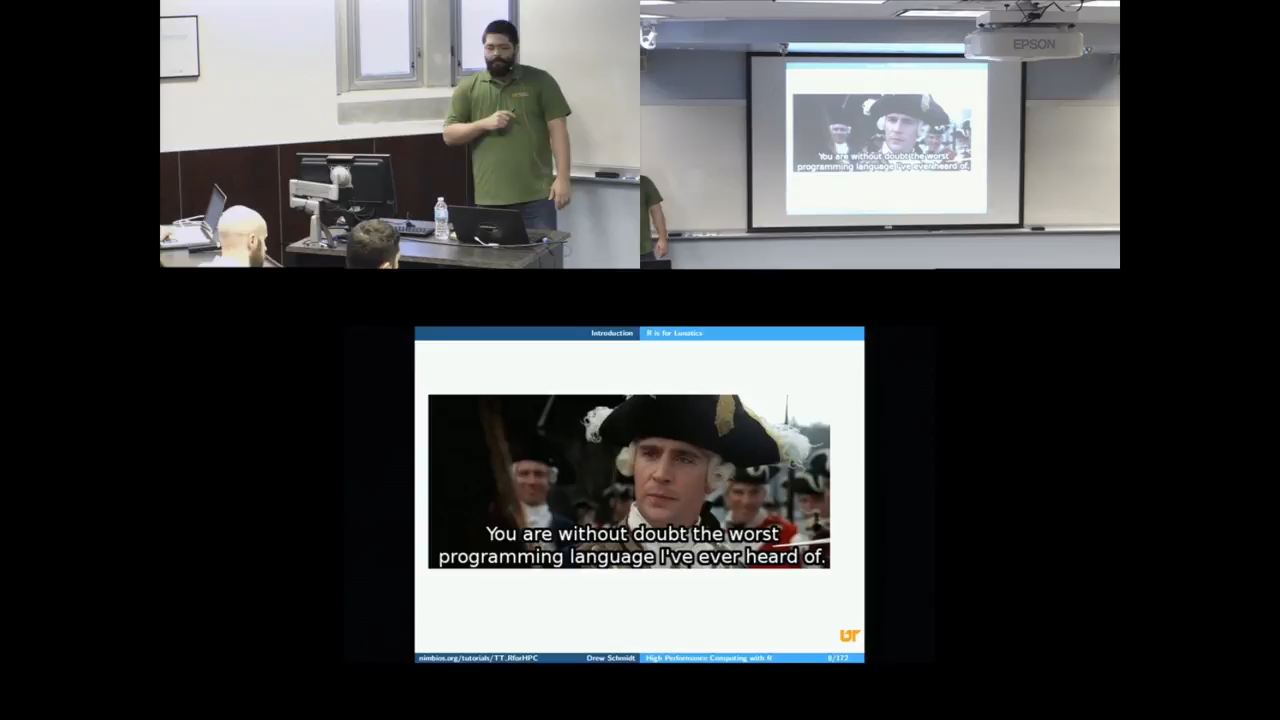 EPSON
You are without doubt the worst
programming language I've ever heard of.
Introduction
R is for Lunatics
You are without doubt the worst
programming language I've ever heard of.
UT
nimbios.org/tutorials/TT_RforHPC
Drew Schmidt
High Performance Computing with R
8/172